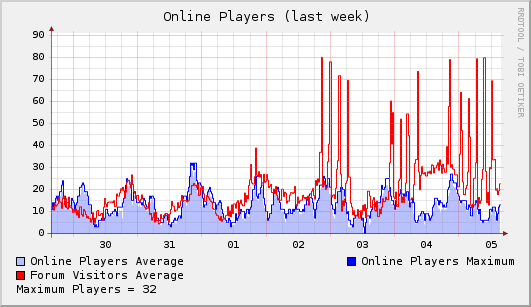 Online Players (last week)
RRDTOOL / TOBI OETIKER
90
80
70
60
50
40
30
20
10
0
30 31 01 02 03 04 05
Online Players Average Online Players Maximum
Forum Visitors Average
Maximum Players = 32